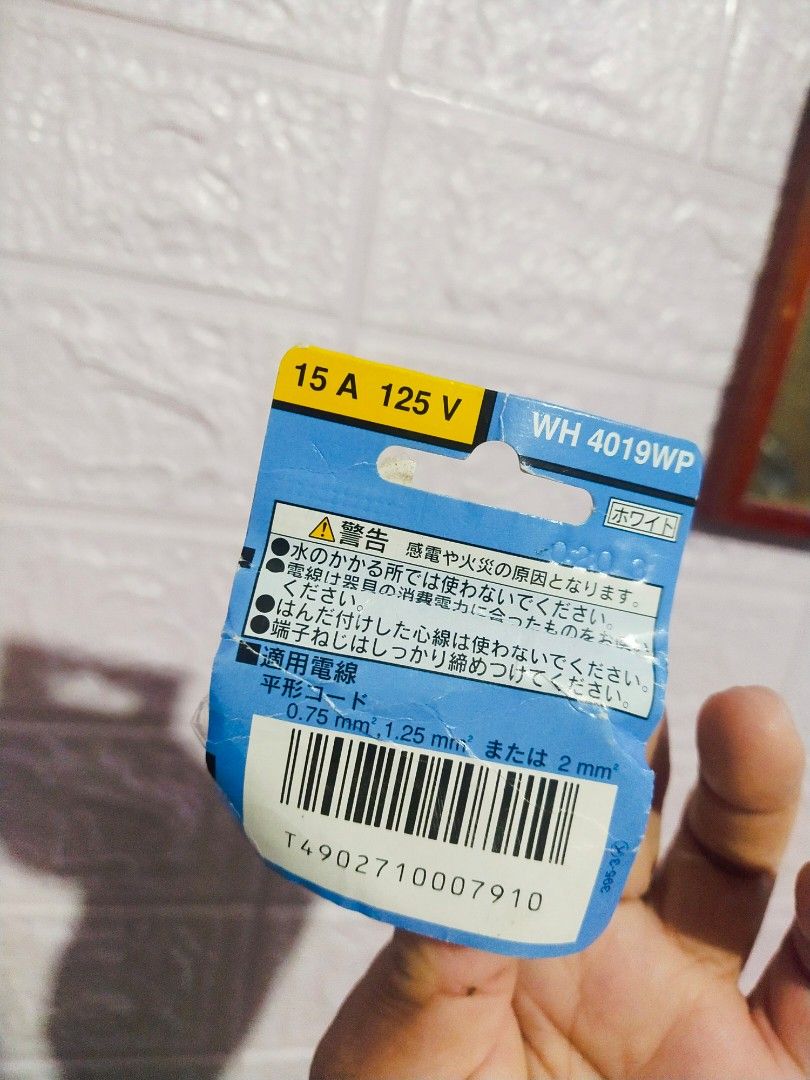 15 A 125 V
WH 4019WP
ホワイト
警告 感電や火災の原因となります。
●水のかかる所では使わないでください。
●電線は器具の消費電力に合ったものをお使い
ください。
●はんだ付けした心線は使わないでください。
●端子ねじはしっかり締めつけてください。
■適用電線
平形コード
0.75 mm²,1.25 mm² または 2 mm²
T4902710007910